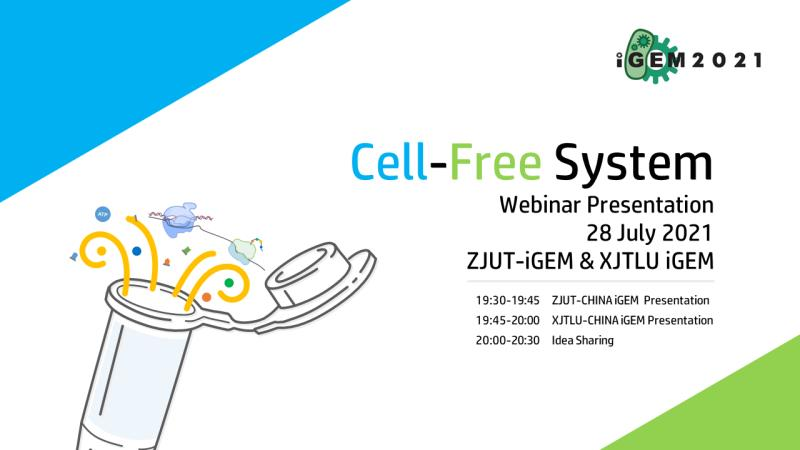 iGEM2021
Cell-Free System
Webinar Presentation
28 July 2021
ZJUT-iGEM & XJTLU iGEM
19:30-19:45 ZJUT-CHINA iGEM Presentation
19:45-20:00 XJTLU-CHINA iGEM Presentation
20:00-20:30 Idea Sharing
ATP